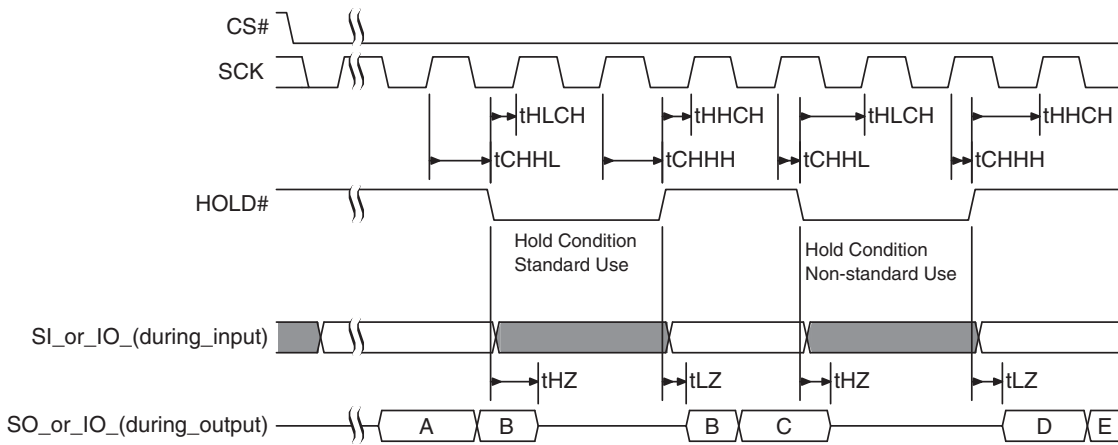 CS#
SCK
tHLCH
tHHCH
tHLCH
tHHCH
tCHHL
tCHHH
tCHHL
tCHHH
HOLD#
Hold Condition
Standard Use
Hold Condition
Non-standard Use
SI_or_IO_(during_input)
tHZ
tLZ
tHZ
tLZ
SO_or_IO_(during_output)
A
B
B
C
D
E